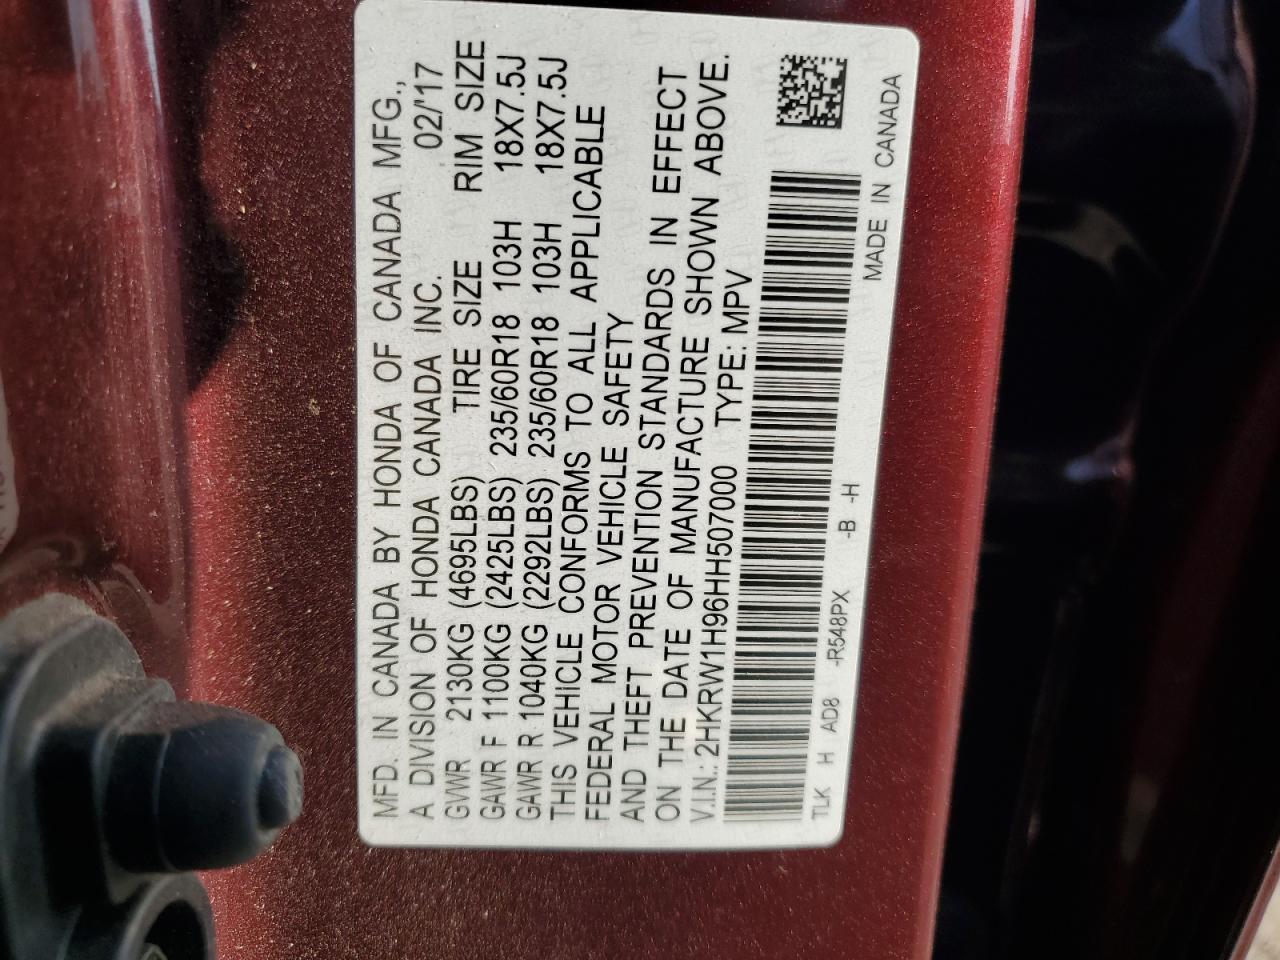 MFD. IN CANADA BY HONDA OF CANADA MFG.,
A DIVISION OF HONDA CANADA INC. 02/'17
GVWR 2130KG (4695LBS) TIRE SIZE RIM SIZE
GAWR F 1100KG (2425LBS) 235/60R18 103H 18X7.5J
GAWR R 1040KG (2292LBS) 235/60R18 103H 18X7.5J
THIS VEHICLE CONFORMS TO ALL APPLICABLE
FEDERAL MOTOR VEHICLE SAFETY
AND THEFT PREVENTION STANDARDS IN EFFECT
ON THE DATE OF MANUFACTURE SHOWN ABOVE.
V.I.N.: 2HKRW1H96HH507000 TYPE: MPV
TLK H AD8 -R548PX -B -H MADE IN CANADA